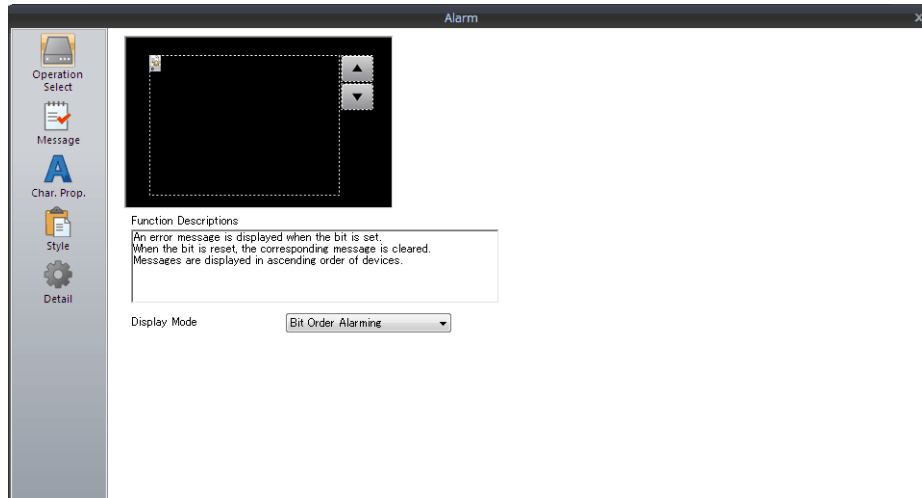 Alarm
Operation
Select
Message
Char. Prop.
Style
Detail
Function Descriptions
An error message is displayed when the bit is set.
When the bit is reset, the corresponding message is cleared.
Messages are displayed in ascending order of devices.
Display Mode
Bit Order Alarming